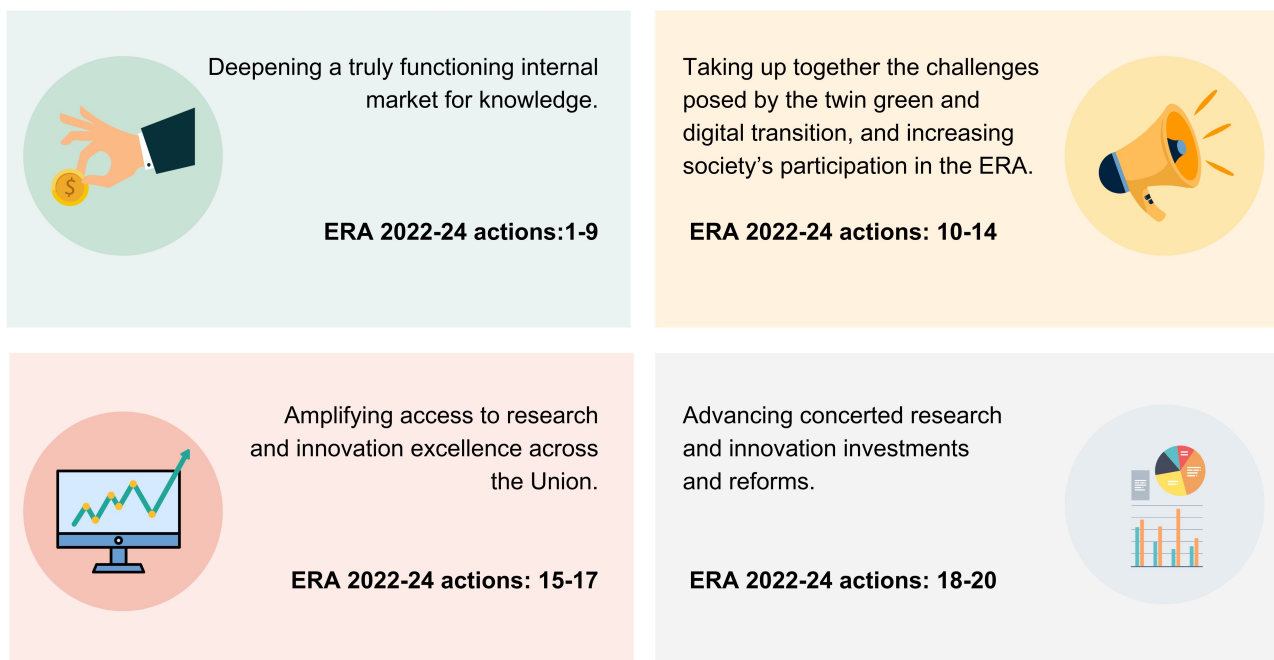 Deepening a truly functioning internal
market for knowledge.
ERA 2022-24 actions:1-9
Taking up together the challenges
posed by the twin green and
digital transition, and increasing
society’s participation in the ERA.
ERA 2022-24 actions: 10-14
Amplifying access to research
and innovation excellence across
the Union.
ERA 2022-24 actions: 15-17
Advancing concerted research
and innovation investments
and reforms.
ERA 2022-24 actions: 18-20
$